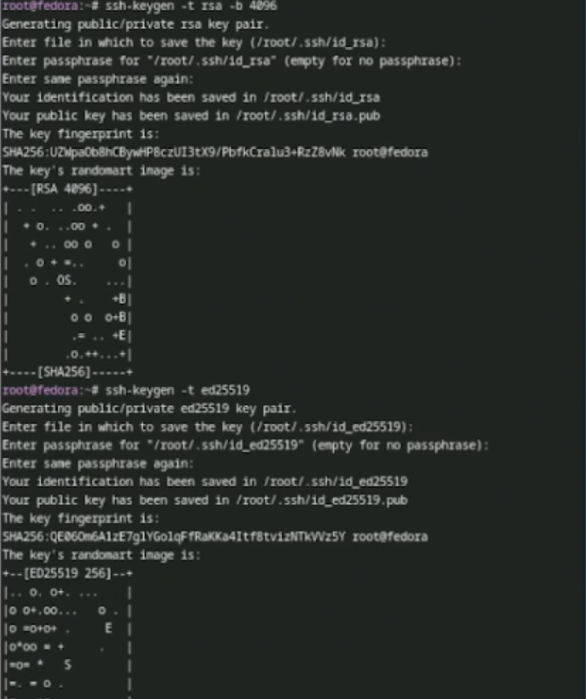 root@fedora:~# ssh-keygen -t rsa -b 4096
Generating public/private rsa key pair.
Enter file in which to save the key (/root/.ssh/id_rsa):
Enter passphrase for "/root/.ssh/id_rsa" (empty for no passphrase):
Enter same passphrase again:
Your identification has been saved in /root/.ssh/id_rsa
Your public key has been saved in /root/.ssh/id_rsa.pub
The key fingerprint is:
SHA256:UZWpaOb8hCBywHP8czUI3tX9/PbfkCralu3+RzZ8vNk root@fedora
The key's randomart image is:
+---[RSA 4096]----+
| . .  .. .oo.+   |
|  + o. ..oo + .  |
|   + .. oo o   o |
|  . o + =..     o|
|   o . OS.    ...|
|        + .    +B|
|         o o  o+B|
|         .= .. +E|
|        .o.++...+|
+----[SHA256]-----+
root@fedora:~# ssh-keygen -t ed25519
Generating public/private ed25519 key pair.
Enter file in which to save the key (/root/.ssh/id_ed25519):
Enter passphrase for "/root/.ssh/id_ed25519" (empty for no passphrase):
Enter same passphrase again:
Your identification has been saved in /root/.ssh/id_ed25519
Your public key has been saved in /root/.ssh/id_ed25519.pub
The key fingerprint is:
SHA256:QE06Om6AlzE7glYGolqFfRaKKa4Itf8tvizNTkVVz5Y root@fedora
The key's randomart image is:
+--[ED25519 256]--+
|.. o. o+. ...    |
|o o+.oo...   o . |
|o =o+o+ .     E  |
|o*oo = +     .   |
|=o= *   S        |
|=. = o .         |